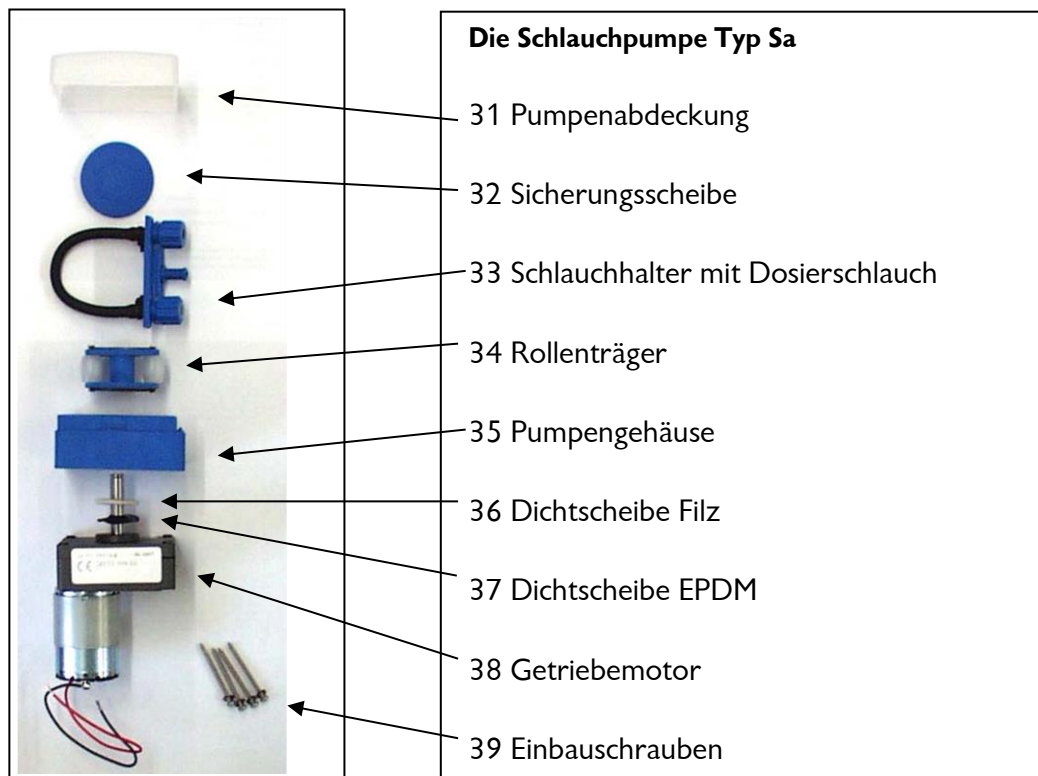 Die Schlauchpumpe Typ Sa
31 Pumpenabdeckung
32 Sicherungsscheibe
33 Schlauchhalter mit Dosierschlauch
34 Rollenträger
35 Pumpengehäuse
36 Dichtscheibe Filz
37 Dichtscheibe EPDM
38 Getriebemotor
39 Einbauschrauben
CE